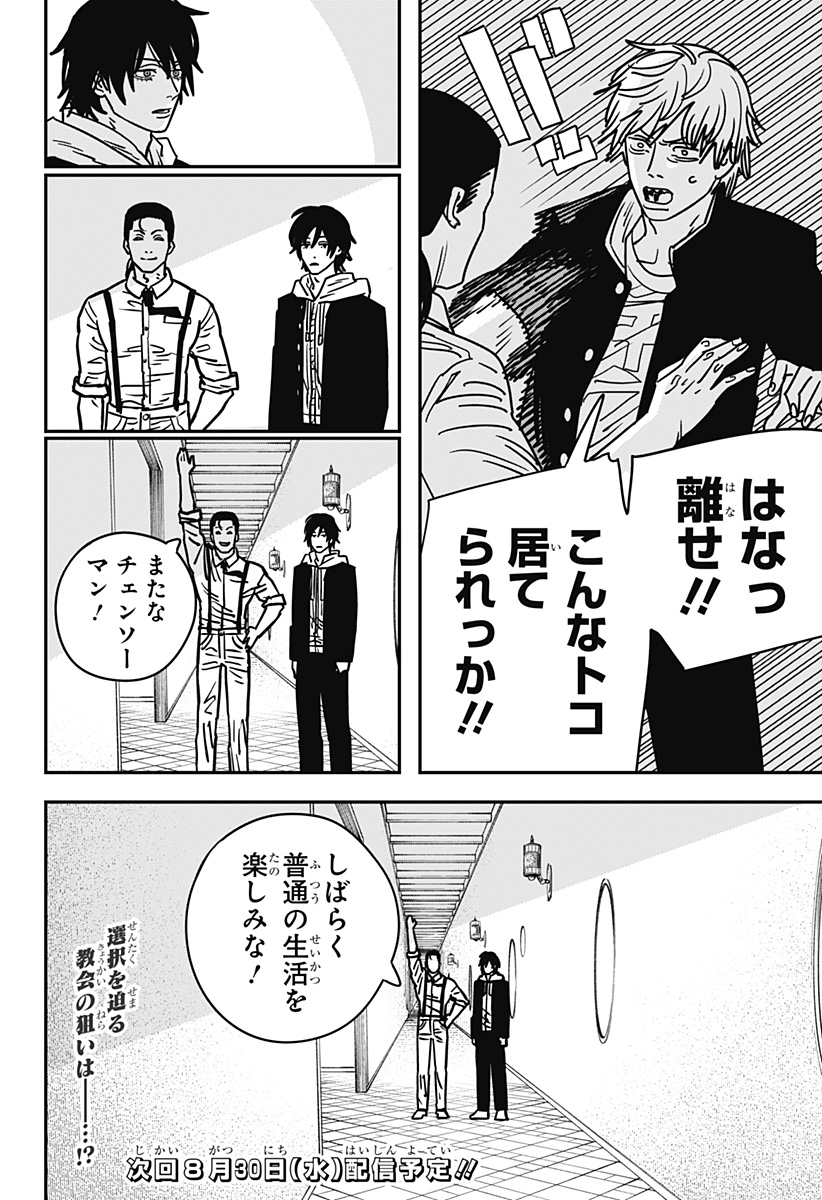 ドドド
はなっ
離せ!!
こんなトコ
居て
られっか!!
またな
チェンソー
マン!
しばらく
普通の生活を
楽しみな!
選択を迫る
教会の狙いは――…!?
次回8月30日(水)配信予定!!